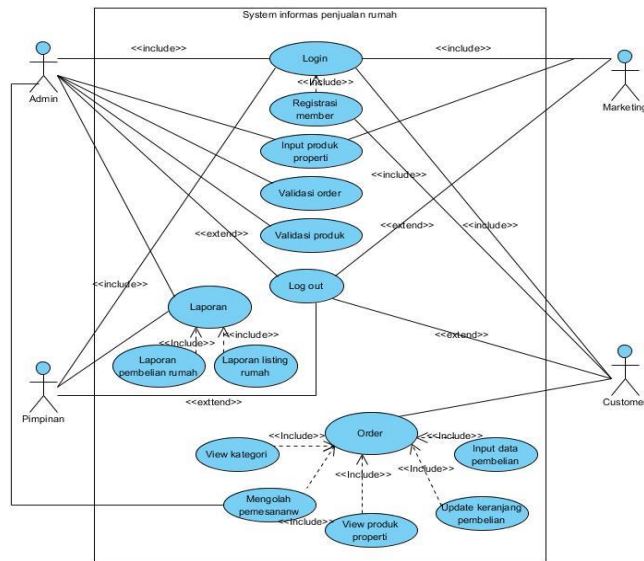 System informas penjualan rumah
<<include>>
<<include>>
Login
Admin
Marketing
<<Include>>
Registrasi
member
Input produk
properti
<<include>>
Validasi order
<<extend>>
<<include>>
<<extend>>
Validasi produk
<<include>>
Log out
Laporan
<<Include>>
<<include>>
<<extend>>
Laporan
pembelian rumah
Laporan listing
rumah
Pimpinan
<<exttend>>
Customer
Order
<<Include>>
<<Include>>
View kategori
Input data
pembelian
<<Include>>
<<Include>>
Mengolah
pemesananw
<<Include>>
View produk
properti
Update keranjang
pembelian